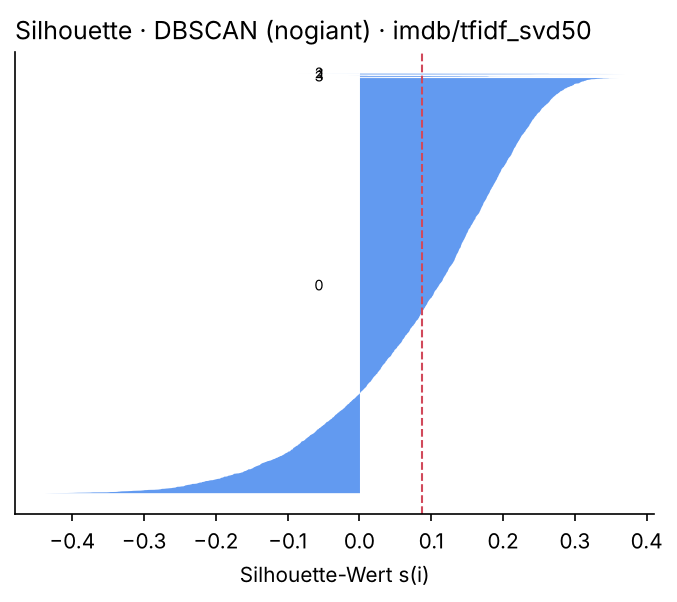 Silhouette · DBSCAN (nogiant) · imdb/tfidf_svd50
0
−0.4 −0.3 −0.2 −0.1 0.0 0.1 0.2 0.3 0.4
Silhouette-Wert s(i)